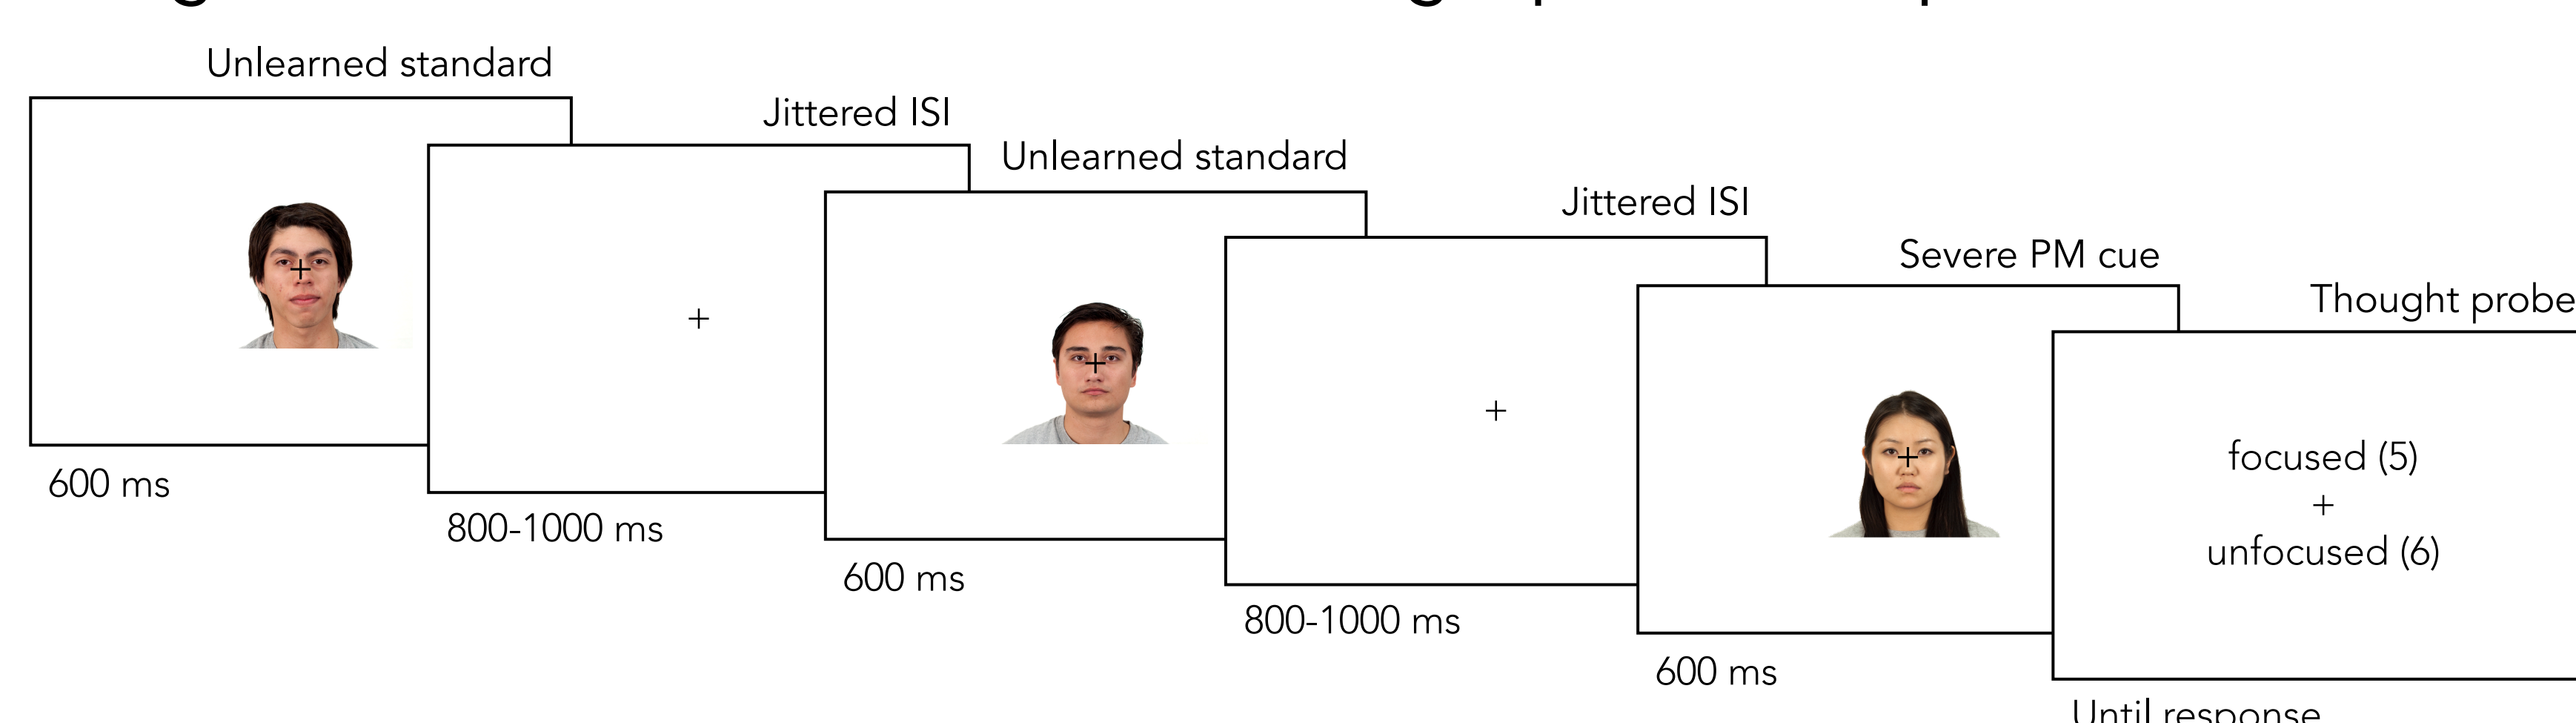 Unlearned standard
Jittered ISI
Unlearned standard
Jittered ISI
Severe PM cue
Thought probe
+
+
+
+
+
focused (5)
+
unfocused (6)
600 ms
800-1000 ms
600 ms
800-1000 ms
600 ms
Until response